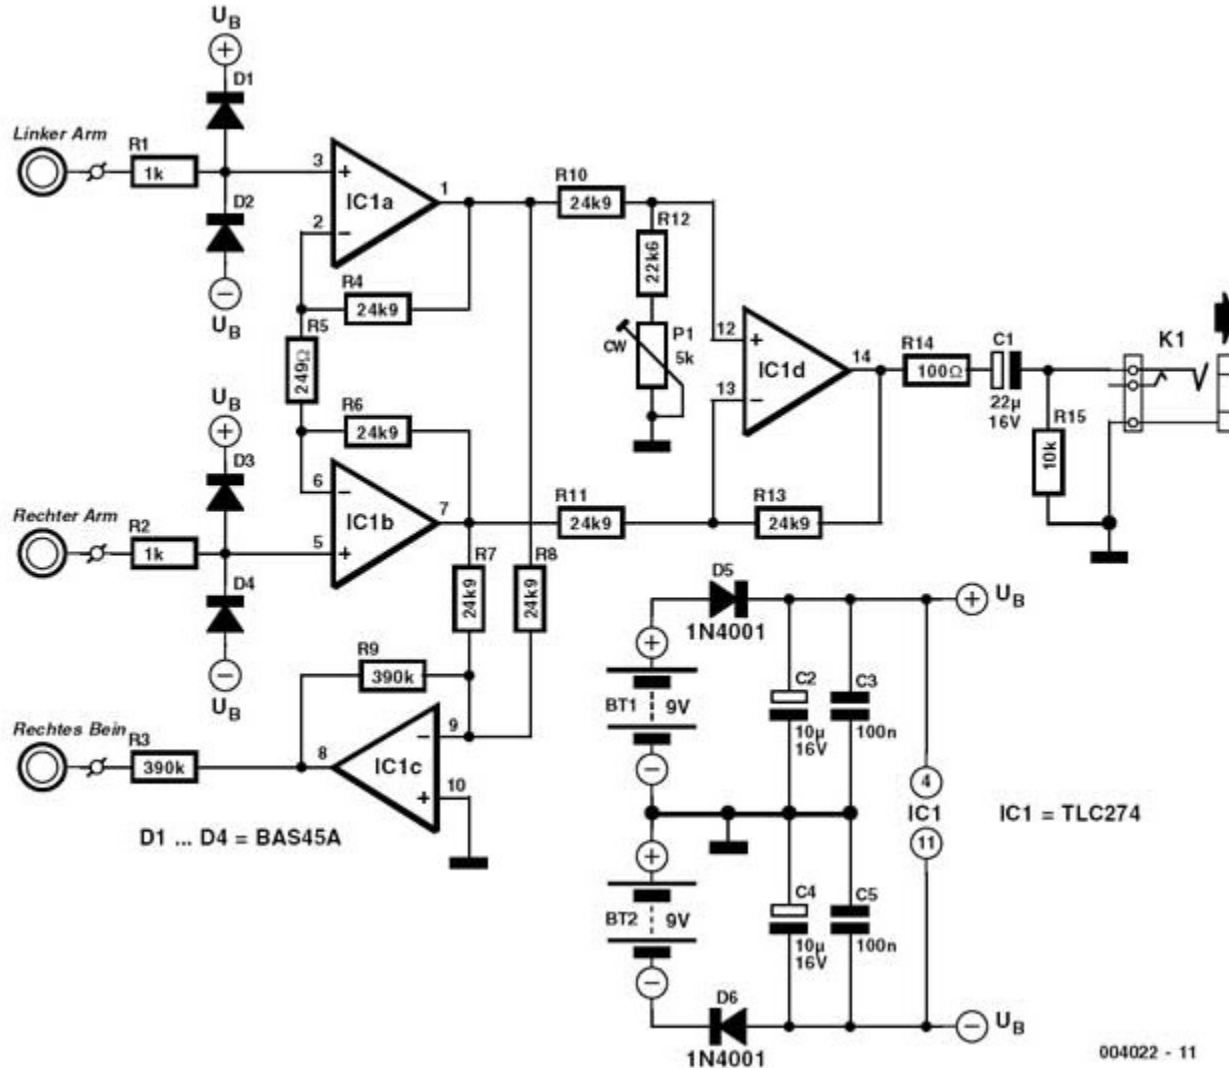 U_B
+
D1
Linker Arm
R1
1k
D2
−
U_B
3
+
IC1a
1
2
−
R4
24k9
R5
249Ω
R6
24k9
6
−
IC1b
7
5
+
U_B
+
D3
Rechter Arm
R2
1k
D4
−
U_B
R10
24k9
R12
22k6
P1
5k
CW
12
+
IC1d
14
13
−
R14
100Ω
C1
22µ
16V
R15
10k
K1
R11
24k9
R13
24k9
R7
24k9
R8
24k9
R9
390k
Rechtes Bein
R3
390k
8
−
9
IC1c
+
10
D1 ... D4 = BAS45A
D5
1N4001
+
U_B
+
BT1
9V
−
C2
10µ
16V
C3
100n
4
IC1
11
IC1 = TLC274
+
BT2
9V
−
C4
10µ
16V
C5
100n
D6
1N4001
−
U_B
004022 - 11